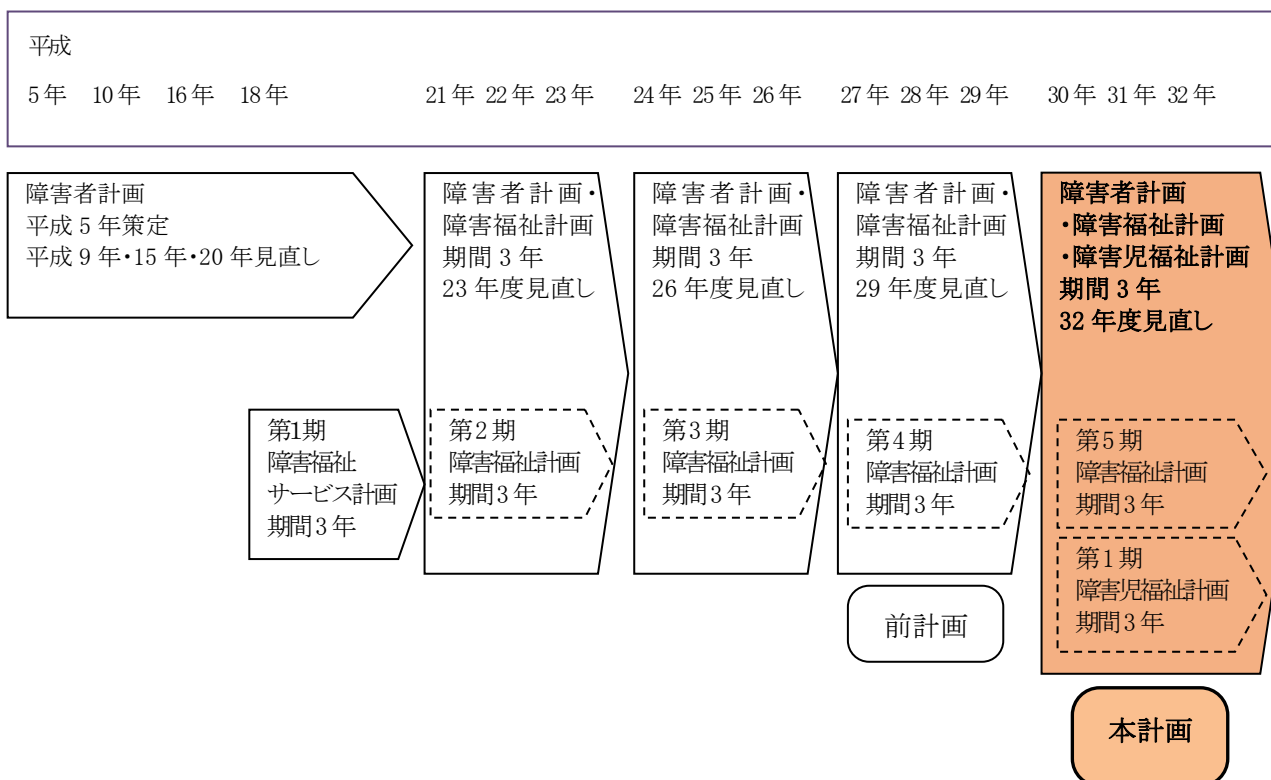 平成
5年 10年 16年 18年 21年 22年 23年 24年 25年 26年 27年 28年 29年 30年 31年 32年
障害者計画
平成5年策定
平成9年・15年・20年見直し
障害者計画・
障害福祉計画
期間3年
23年度見直し
障害者計画・
障害福祉計画
期間3年
26年度見直し
障害者計画・
障害福祉計画
期間3年
29年度見直し
障害者計画
・障害福祉計画
・障害児福祉計画
期間3年
32年度見直し
第1期
障害福祉
サービス計画
期間3年
第2期
障害福祉計画
期間3年
第3期
障害福祉計画
期間3年
第4期
障害福祉計画
期間3年
第5期
障害福祉計画
期間3年
第1期
障害児福祉計画
期間3年
前計画
本計画